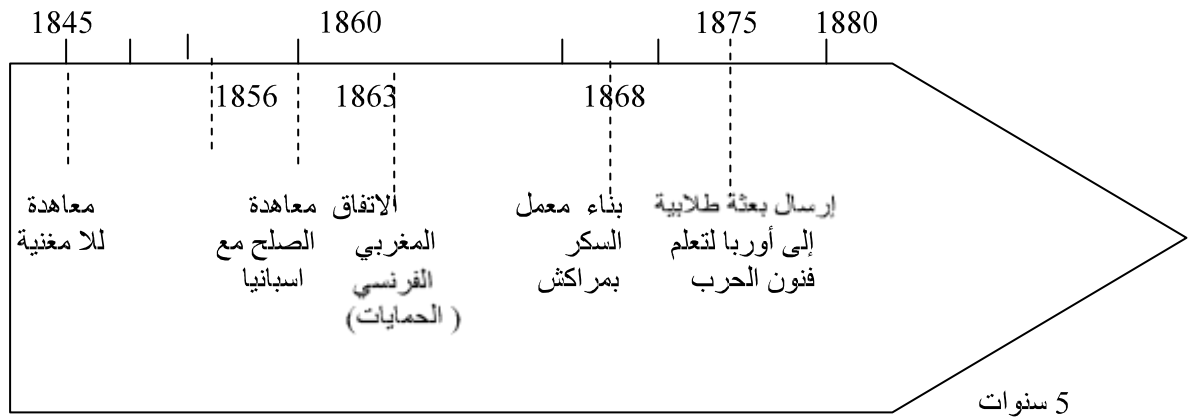 1845 1860 1875 1880
1856 1863 1868
معاهدة
للا مغنية
معاهدة
الصلح مع
اسبانيا
الاتفاق
المغربي
الفرنسي
( الحمايات)
بناء معمل
السكر
بمراكش
إرسال بعثة طلابية
إلى أوربا لتعلم
فنون الحرب
5 سنوات